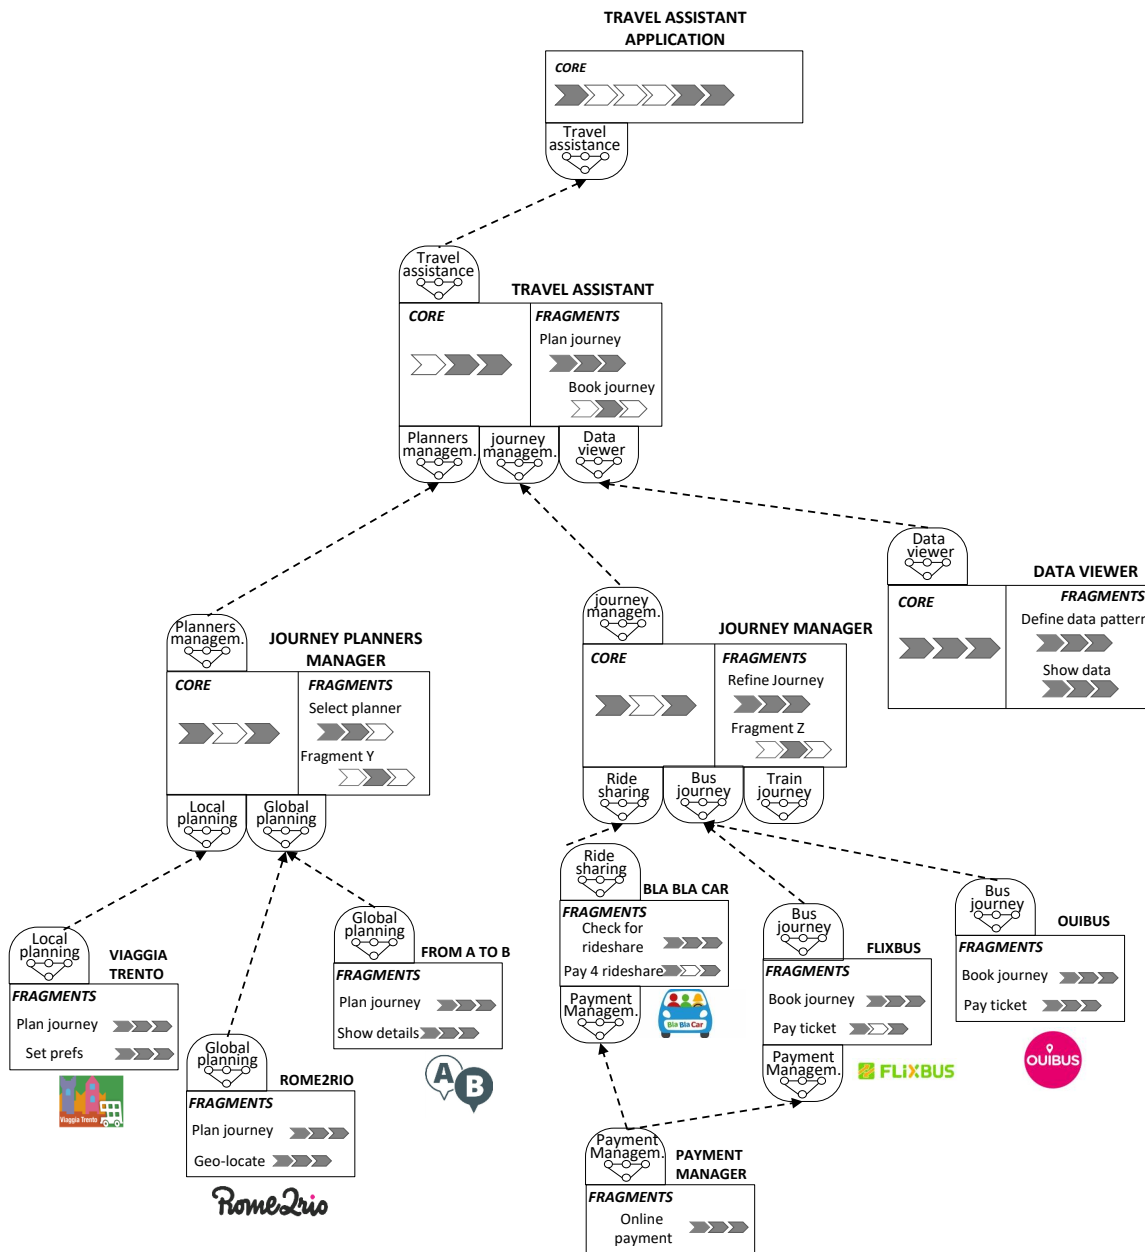 TRAVEL ASSISTANT
APPLICATION
CORE
Travel
assistance
Travel
assistance
TRAVEL ASSISTANT
CORE
FRAGMENTS
Plan journey
Book journey
Planners
managem.
journey
managem.
Data
viewer
Data
viewer
DATA VIEWER
CORE
FRAGMENTS
Define data pattern
Show data
Planners
managem.
JOURNEY PLANNERS
MANAGER
CORE
FRAGMENTS
Select planner
Fragment Y
Local
planning
Global
planning
journey
managem.
JOURNEY MANAGER
CORE
FRAGMENTS
Refine Journey
Fragment Z
Ride
sharing
Bus
journey
Train
journey
Local
planning
VIAGGIA
TRENTO
FRAGMENTS
Plan journey
Set prefs
Viaggia Trento
Global
planning
ROME2RIO
FRAGMENTS
Plan journey
Geo-locate
Rome2rio
Global
planning
FROM A TO B
FRAGMENTS
Plan journey
Show details
A
B
Ride
sharing
BLA BLA CAR
FRAGMENTS
Check for
rideshare
Pay 4 rideshare
Payment
Managem.
Bla Bla Car
Bus
journey
FLIXBUS
FRAGMENTS
Book journey
Pay ticket
Payment
Managem.
FLiXBUS
Bus
journey
OUIBUS
FRAGMENTS
Book journey
Pay ticket
OUIBUS
Payment
Managem.
PAYMENT
MANAGER
FRAGMENTS
Online
payment